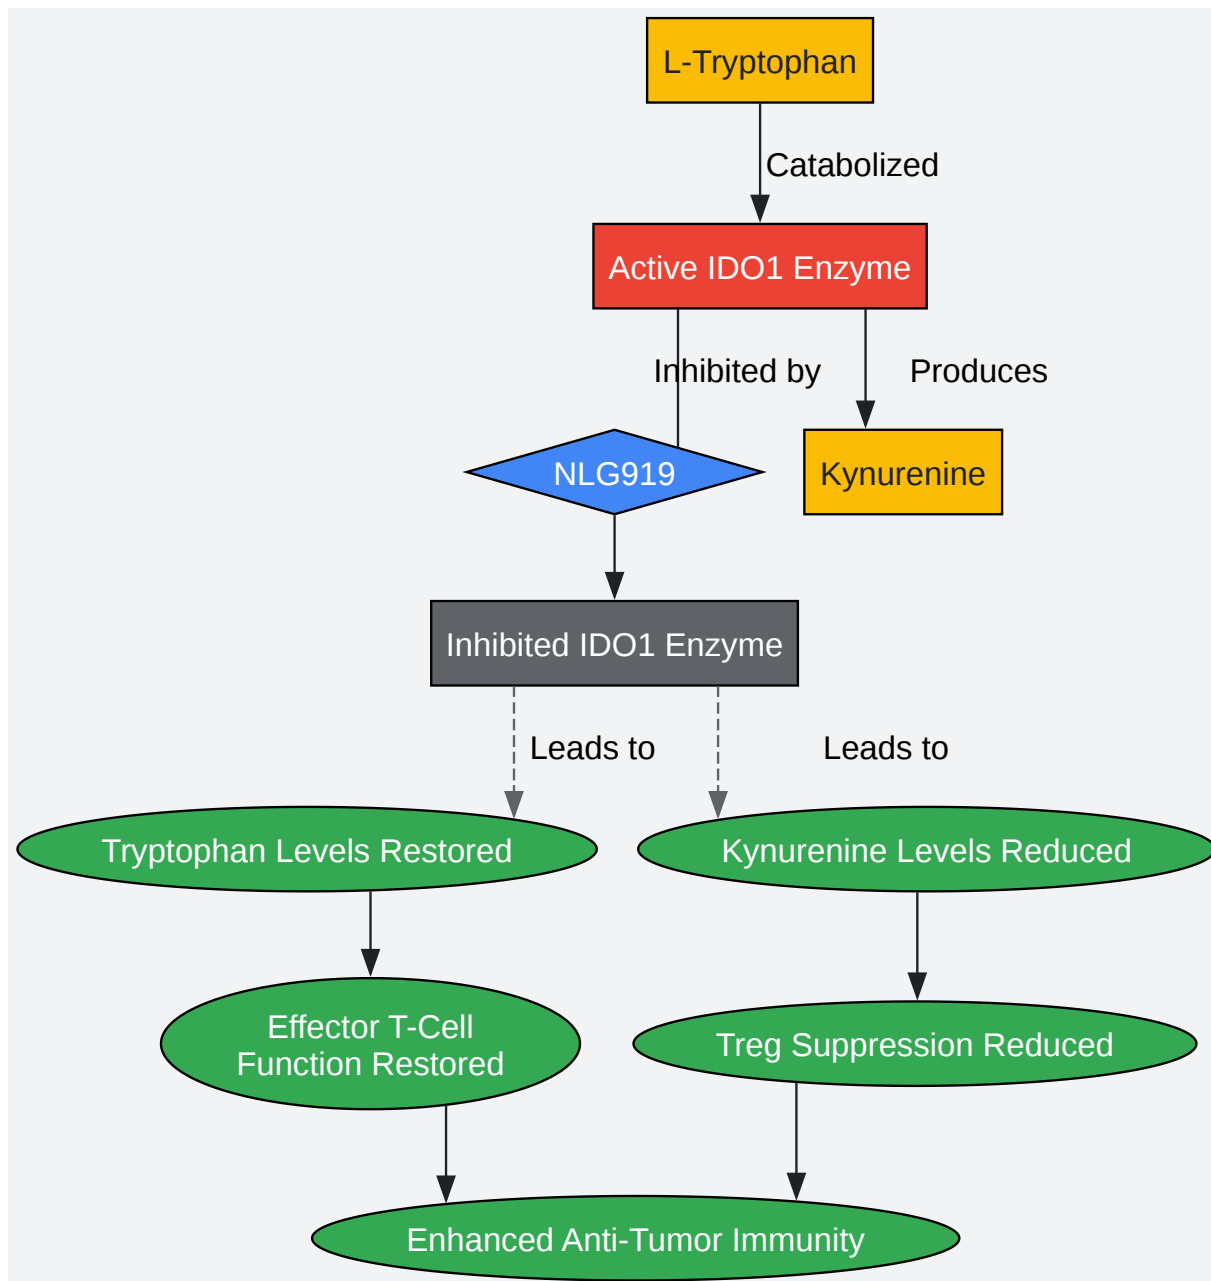 L-Tryptophan
Catabolized
Active IDO1 Enzyme
Inhibited by
Produces
NLG919
Kynurenine
Inhibited IDO1 Enzyme
Leads to
Leads to
Tryptophan Levels Restored
Kynurenine Levels Reduced
Effector T-Cell
Function Restored
Treg Suppression Reduced
Enhanced Anti-Tumor Immunity